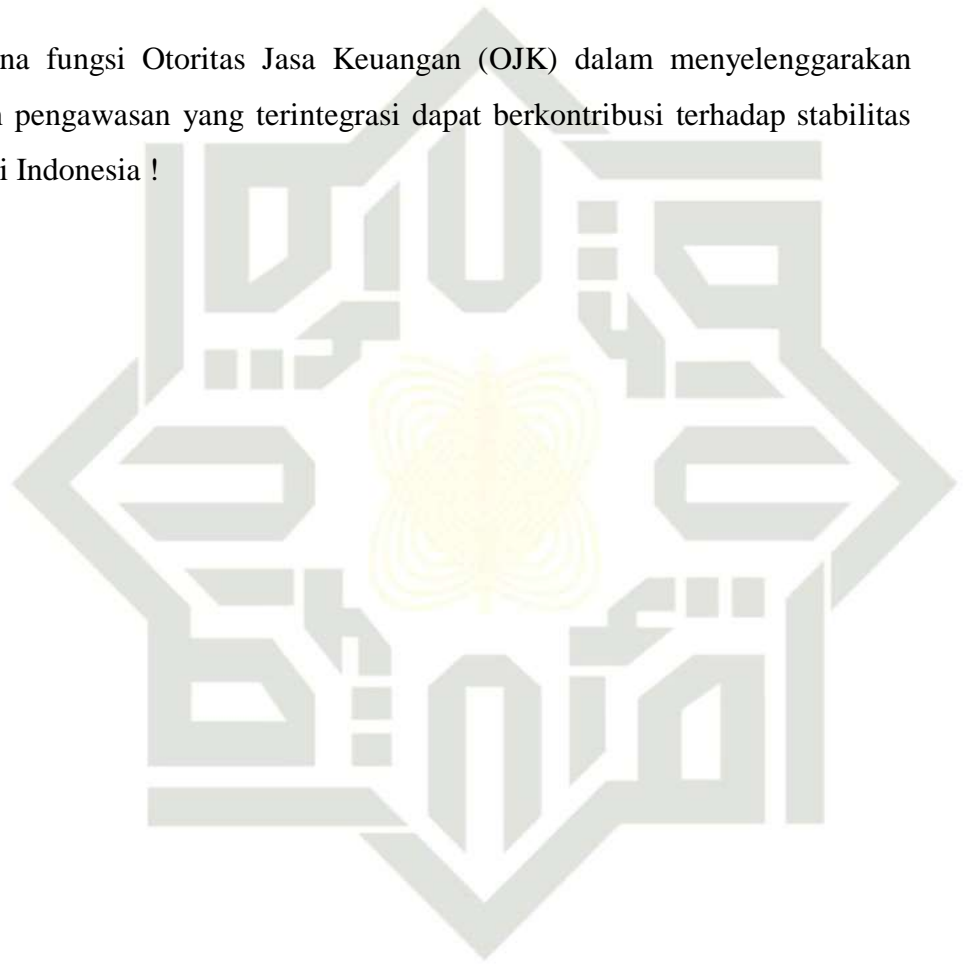 na fungsi Otoritas Jasa Keuangan (OJK) dalam menyelenggarakan
pengawasan yang terintegrasi dapat berkontribusi terhadap stabilitas
i Indonesia !